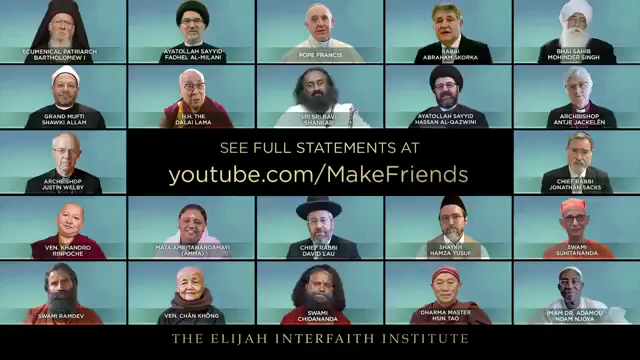 ECUMENICAL PATRIARCH
BARTHOLOMEW I
AYATOLLAH SAYYID
FADHEL AL-MILANI
POPE FRANCIS
RABBI
ABRAHAM SKORKA
BHAI SAHIB
MOHINDER SINGH
GRAND MUFTI
SHAWKI ALLAM
H.H. THE
DALAI LAMA
SRI SRI RAVI
SHANKAR
AYATOLLAH SAYYID
HASSAN AL-QAZWINI
ARCHBISHOP
ANTJE JACKELÉN
ARCHBISHOP
JUSTIN WELBY
SEE FULL STATEMENTS AT
youtube.com/MakeFriends
CHIEF RABBI
JONATHAN SACKS
VEN. KHANDRO
RINPOCHE
MATA AMRITANANDAMAYI
(AMMA)
CHIEF RABBI
DAVID LAU
SHAYKH
HAMZA YUSUF
SWAMI
SUHITANANDA
SWAMI RAMDEV
VEN. CHÂN KHÔNG
SWAMI
CHIDANANDA
DHARMA MASTER
HSIN TAO
IMAM DR. ADAMOU
NDAM NJOYA
THE ELIJAH INTERFAITH INSTITUTE